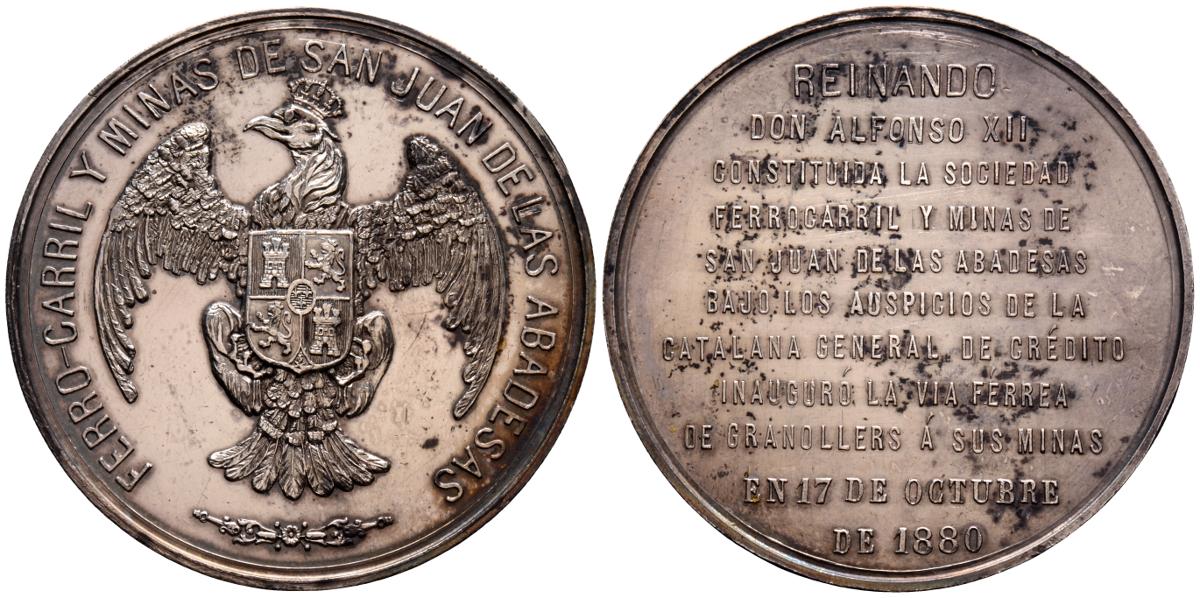 FERRO-CARRIL Y MINAS DE SAN JUAN DE LAS ABADESAS
REINANDO
DON ALFONSO XII
CONSTITUIDA LA SOCIEDAD
FERROCARRIL Y MINAS DE
SAN JUAN DE LAS ABADESAS
BAJO LOS AUSPICIOS DE LA
CATALANA GENERAL DE CRÉDITO
INAUGURÓ LA VIA FÉRREA
DE GRANOLLERS Á SUS MINAS
EN 17 DE OCTUBRE
DE 1880